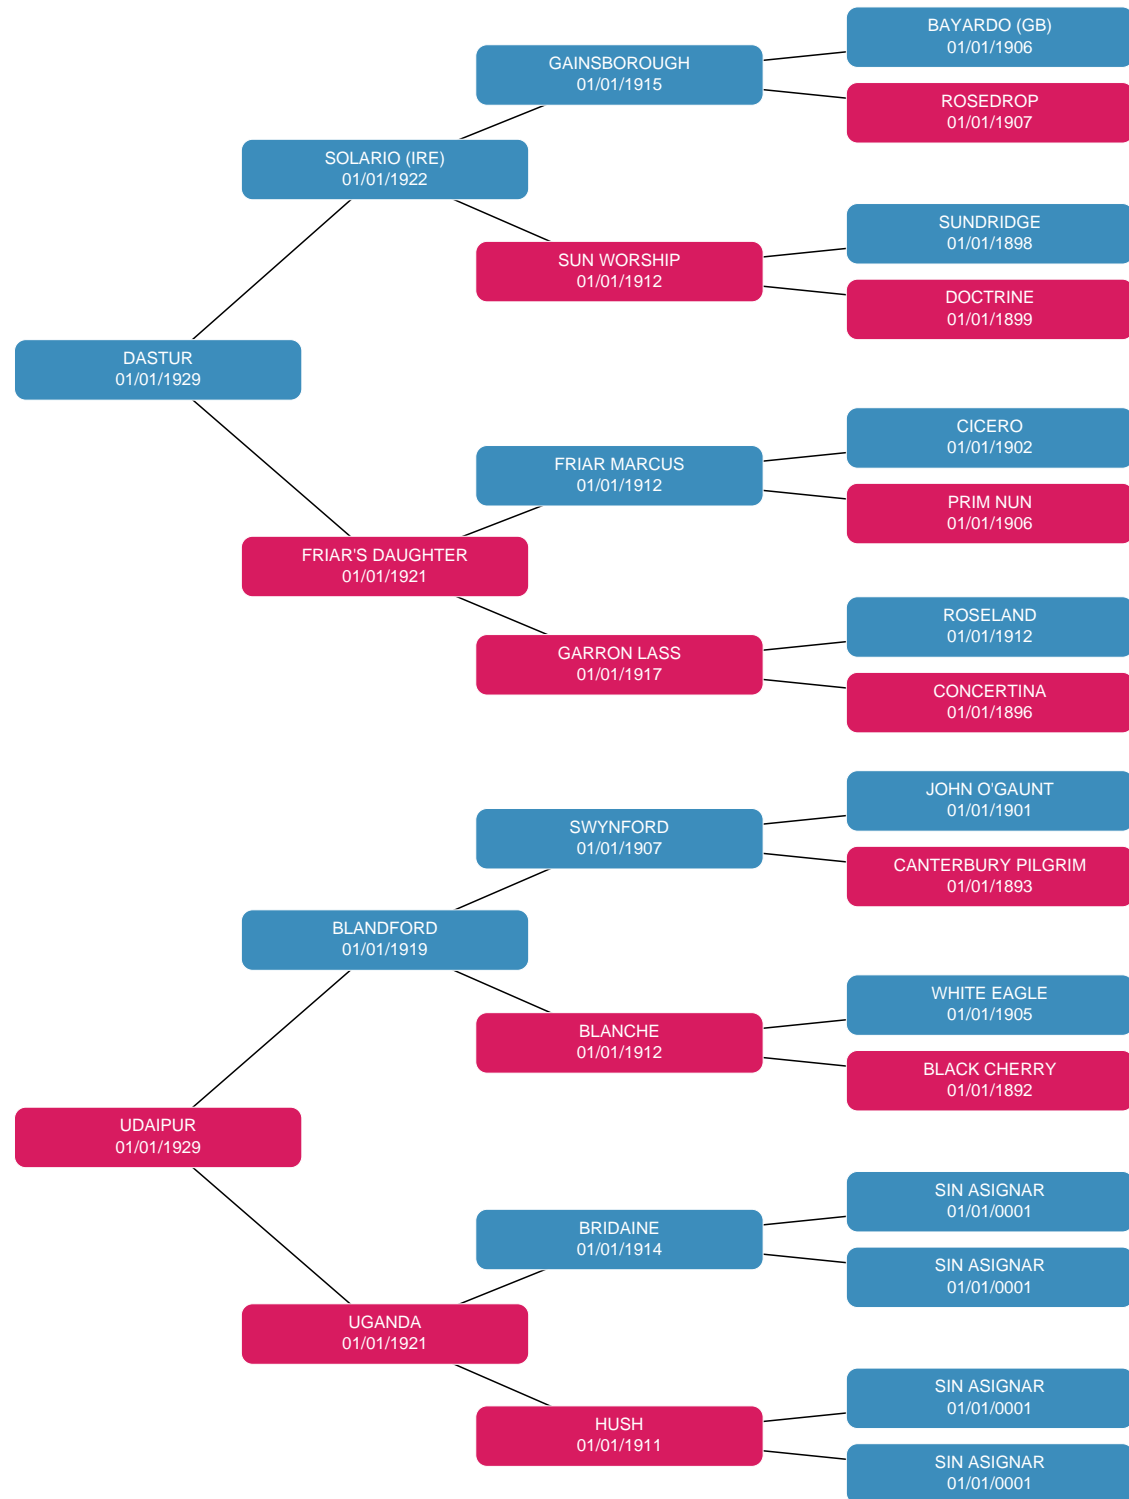 BAYARDO (GB)
01/01/1906
GAINSBOROUGH
01/01/1915
ROSEDROP
01/01/1907
SOLARIO (IRE)
01/01/1922
SUNDRIDGE
01/01/1898
SUN WORSHIP
01/01/1912
DOCTRINE
01/01/1899
DASTUR
01/01/1929
CICERO
01/01/1902
FRIAR MARCUS
01/01/1912
PRIM NUN
01/01/1906
FRIAR'S DAUGHTER
01/01/1921
ROSELAND
01/01/1912
GARRON LASS
01/01/1917
CONCERTINA
01/01/1896
JOHN O'GAUNT
01/01/1901
SWYNFORD
01/01/1907
CANTERBURY PILGRIM
01/01/1893
BLANDFORD
01/01/1919
WHITE EAGLE
01/01/1905
BLANCHE
01/01/1912
BLACK CHERRY
01/01/1892
UDAIPUR
01/01/1929
SIN ASIGNAR
01/01/0001
BRIDAINE
01/01/1914
SIN ASIGNAR
01/01/0001
UGANDA
01/01/1921
SIN ASIGNAR
01/01/0001
HUSH
01/01/1911
SIN ASIGNAR
01/01/0001